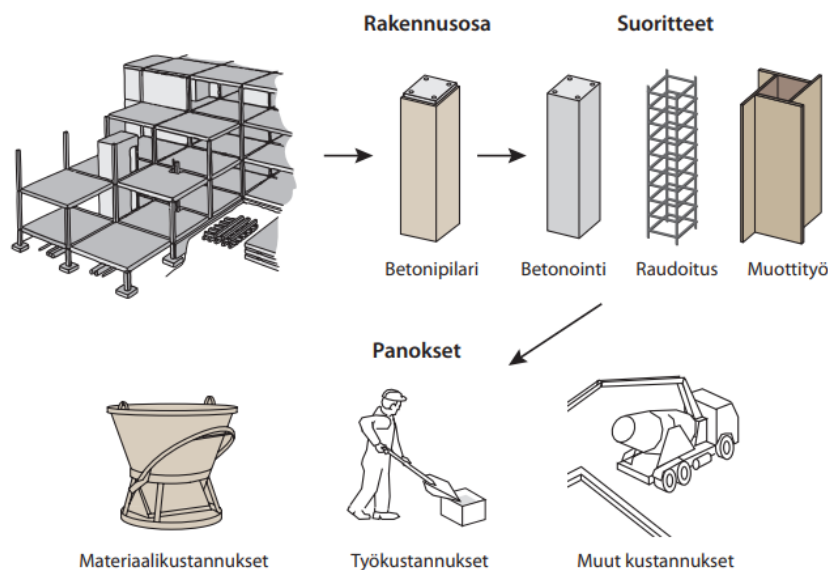 Rakennusosa
Suoritteet
Betonipilari
Betonointi
Raudoitus
Muottityö
Panokset
Materiaalikustannukset
Työkustannukset
Muut kustannukset